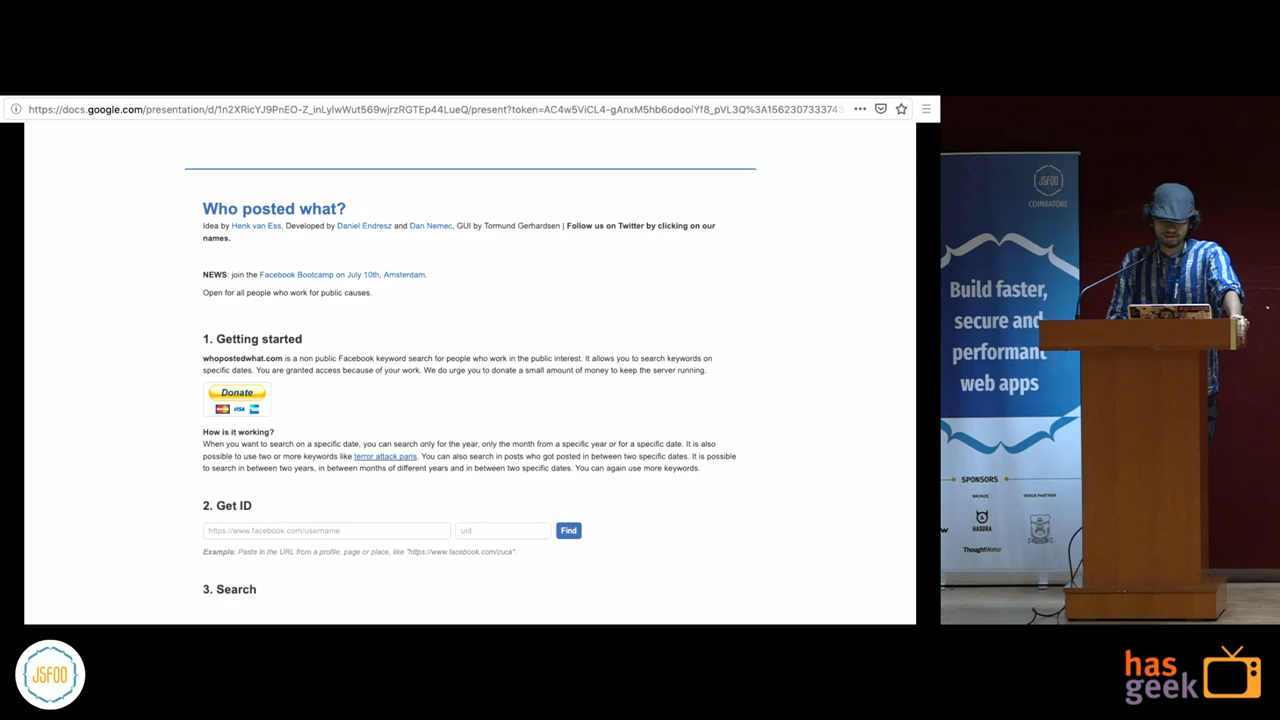 https://docs.google.com/presentation/d/1n2XRicYJ9PnEO-Z_inLyIwWut569wjrzRGTEp44LueQ/present?token=AC4w5ViCL4-gAnxM5hb6odooiYf8_pVL3Q%3A1562307333743
Who posted what?
Idea by Henk van Ess, Developed by Daniel Endresz and Dan Nemec, GUI by Tormund Gerhardsen | Follow us on Twitter by clicking on our
names.
NEWS: join the Facebook Bootcamp on July 10th, Amsterdam.
Open for all people who work for public causes.
1. Getting started
whopostedwhat.com is a non public Facebook keyword search for people who work in the public interest. It allows you to search keywords on
specific dates. You are granted access because of your work. We do urge you to donate a small amount of money to keep the server running.
Donate
VISA
How is it working?
When you want to search on a specific date, you can search only for the year, only the month from a specific year or for a specific date. It is also
possible to use two or more keywords like terror attack paris. You can also search in posts who got posted in between two specific dates. It is possible
to search in between two years, in between months of different years and in between two specific dates. You can again use more keywords.
2. Get ID
https://www.facebook.com/username
uid
Find
Example: Paste in the URL from a profile, page or place, like "https://www.facebook.com/zuck".
3. Search
JSFOO
COIMBATORE
Build faster,
secure and
performant
web apps
SPONSORS
BRONZE
VENUE PARTNER
HASURA
ThoughtWorks
JSFOO
has
geek